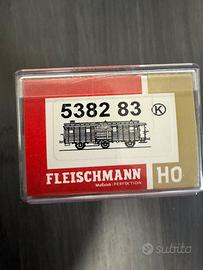 5382 83 K
FLEISCHMANN HO
Maßstab: PERFEKTION
subito